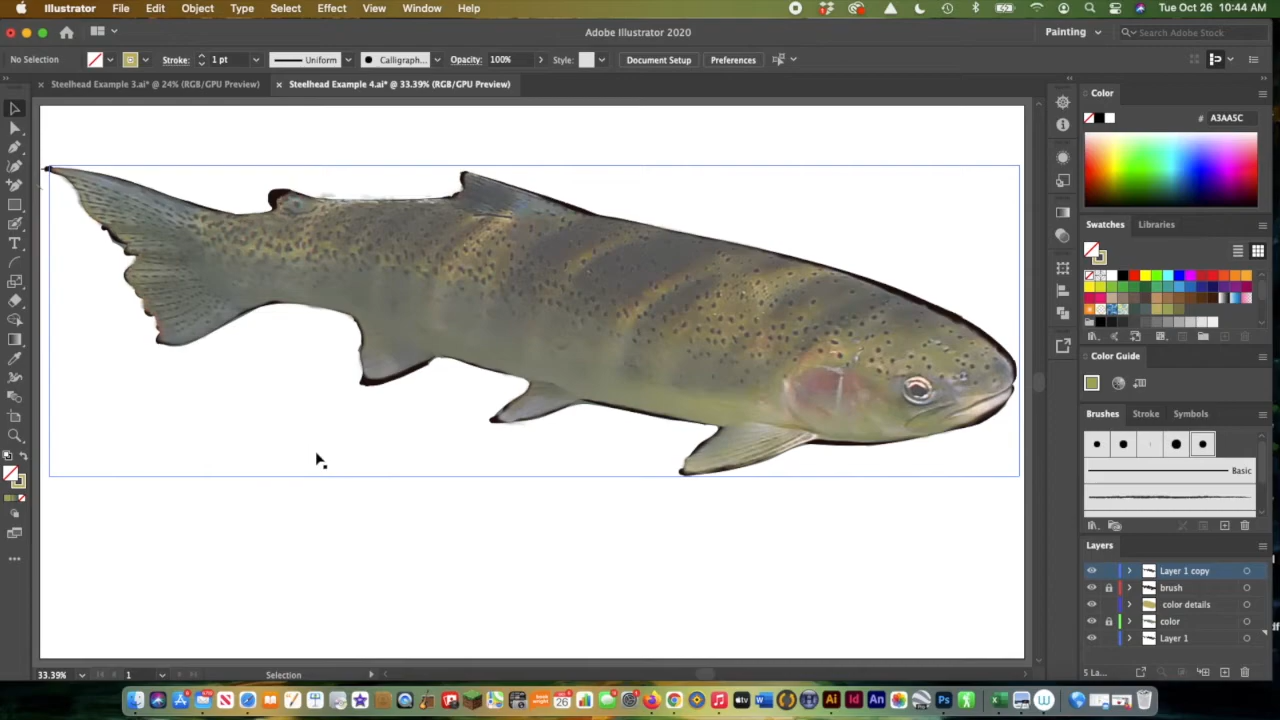 Illustrator File Edit Object Type Select Effect View Window Help Tue Oct 26 10:44 AM
Adobe Illustrator 2020 Painting Search Adobe Stock
No Selection Stroke: 1 pt Uniform Calligraph... Opacity: 100% Style: Document Setup Preferences
Steelhead Example 3.ai* @ 24% (RGB/GPU Preview) Steelhead Example 4.ai* @ 33.39% (RGB/GPU Preview)
Color
# A3AA5C
Swatches Libraries
Color Guide
Brushes Stroke Symbols
Basic
Layers
Layer 1 copy
brush
color details
color
Layer 1
33.39% 1 Selection 5 La...